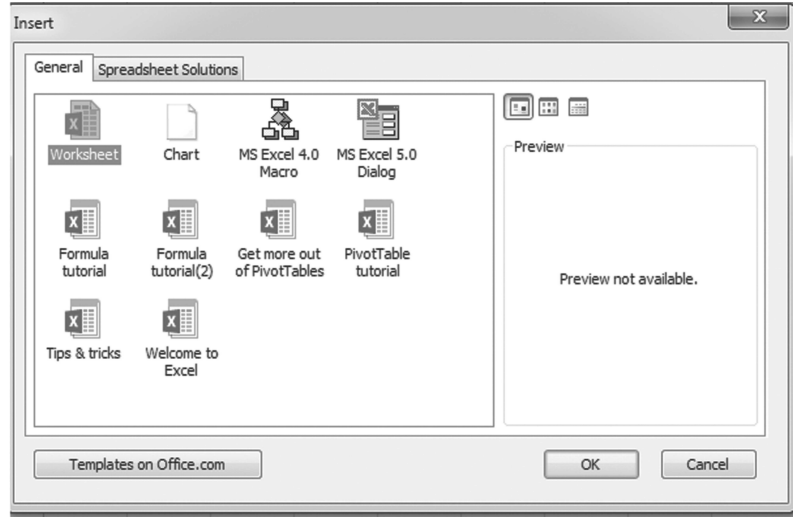 Insert
General Spreadsheet Solutions
Worksheet Chart MS Excel 4.0 Macro MS Excel 5.0 Dialog
Formula tutorial Formula tutorial(2) Get more out of PivotTables PivotTable tutorial
Tips & tricks Welcome to Excel
Preview
Preview not available.
Templates on Office.com OK Cancel